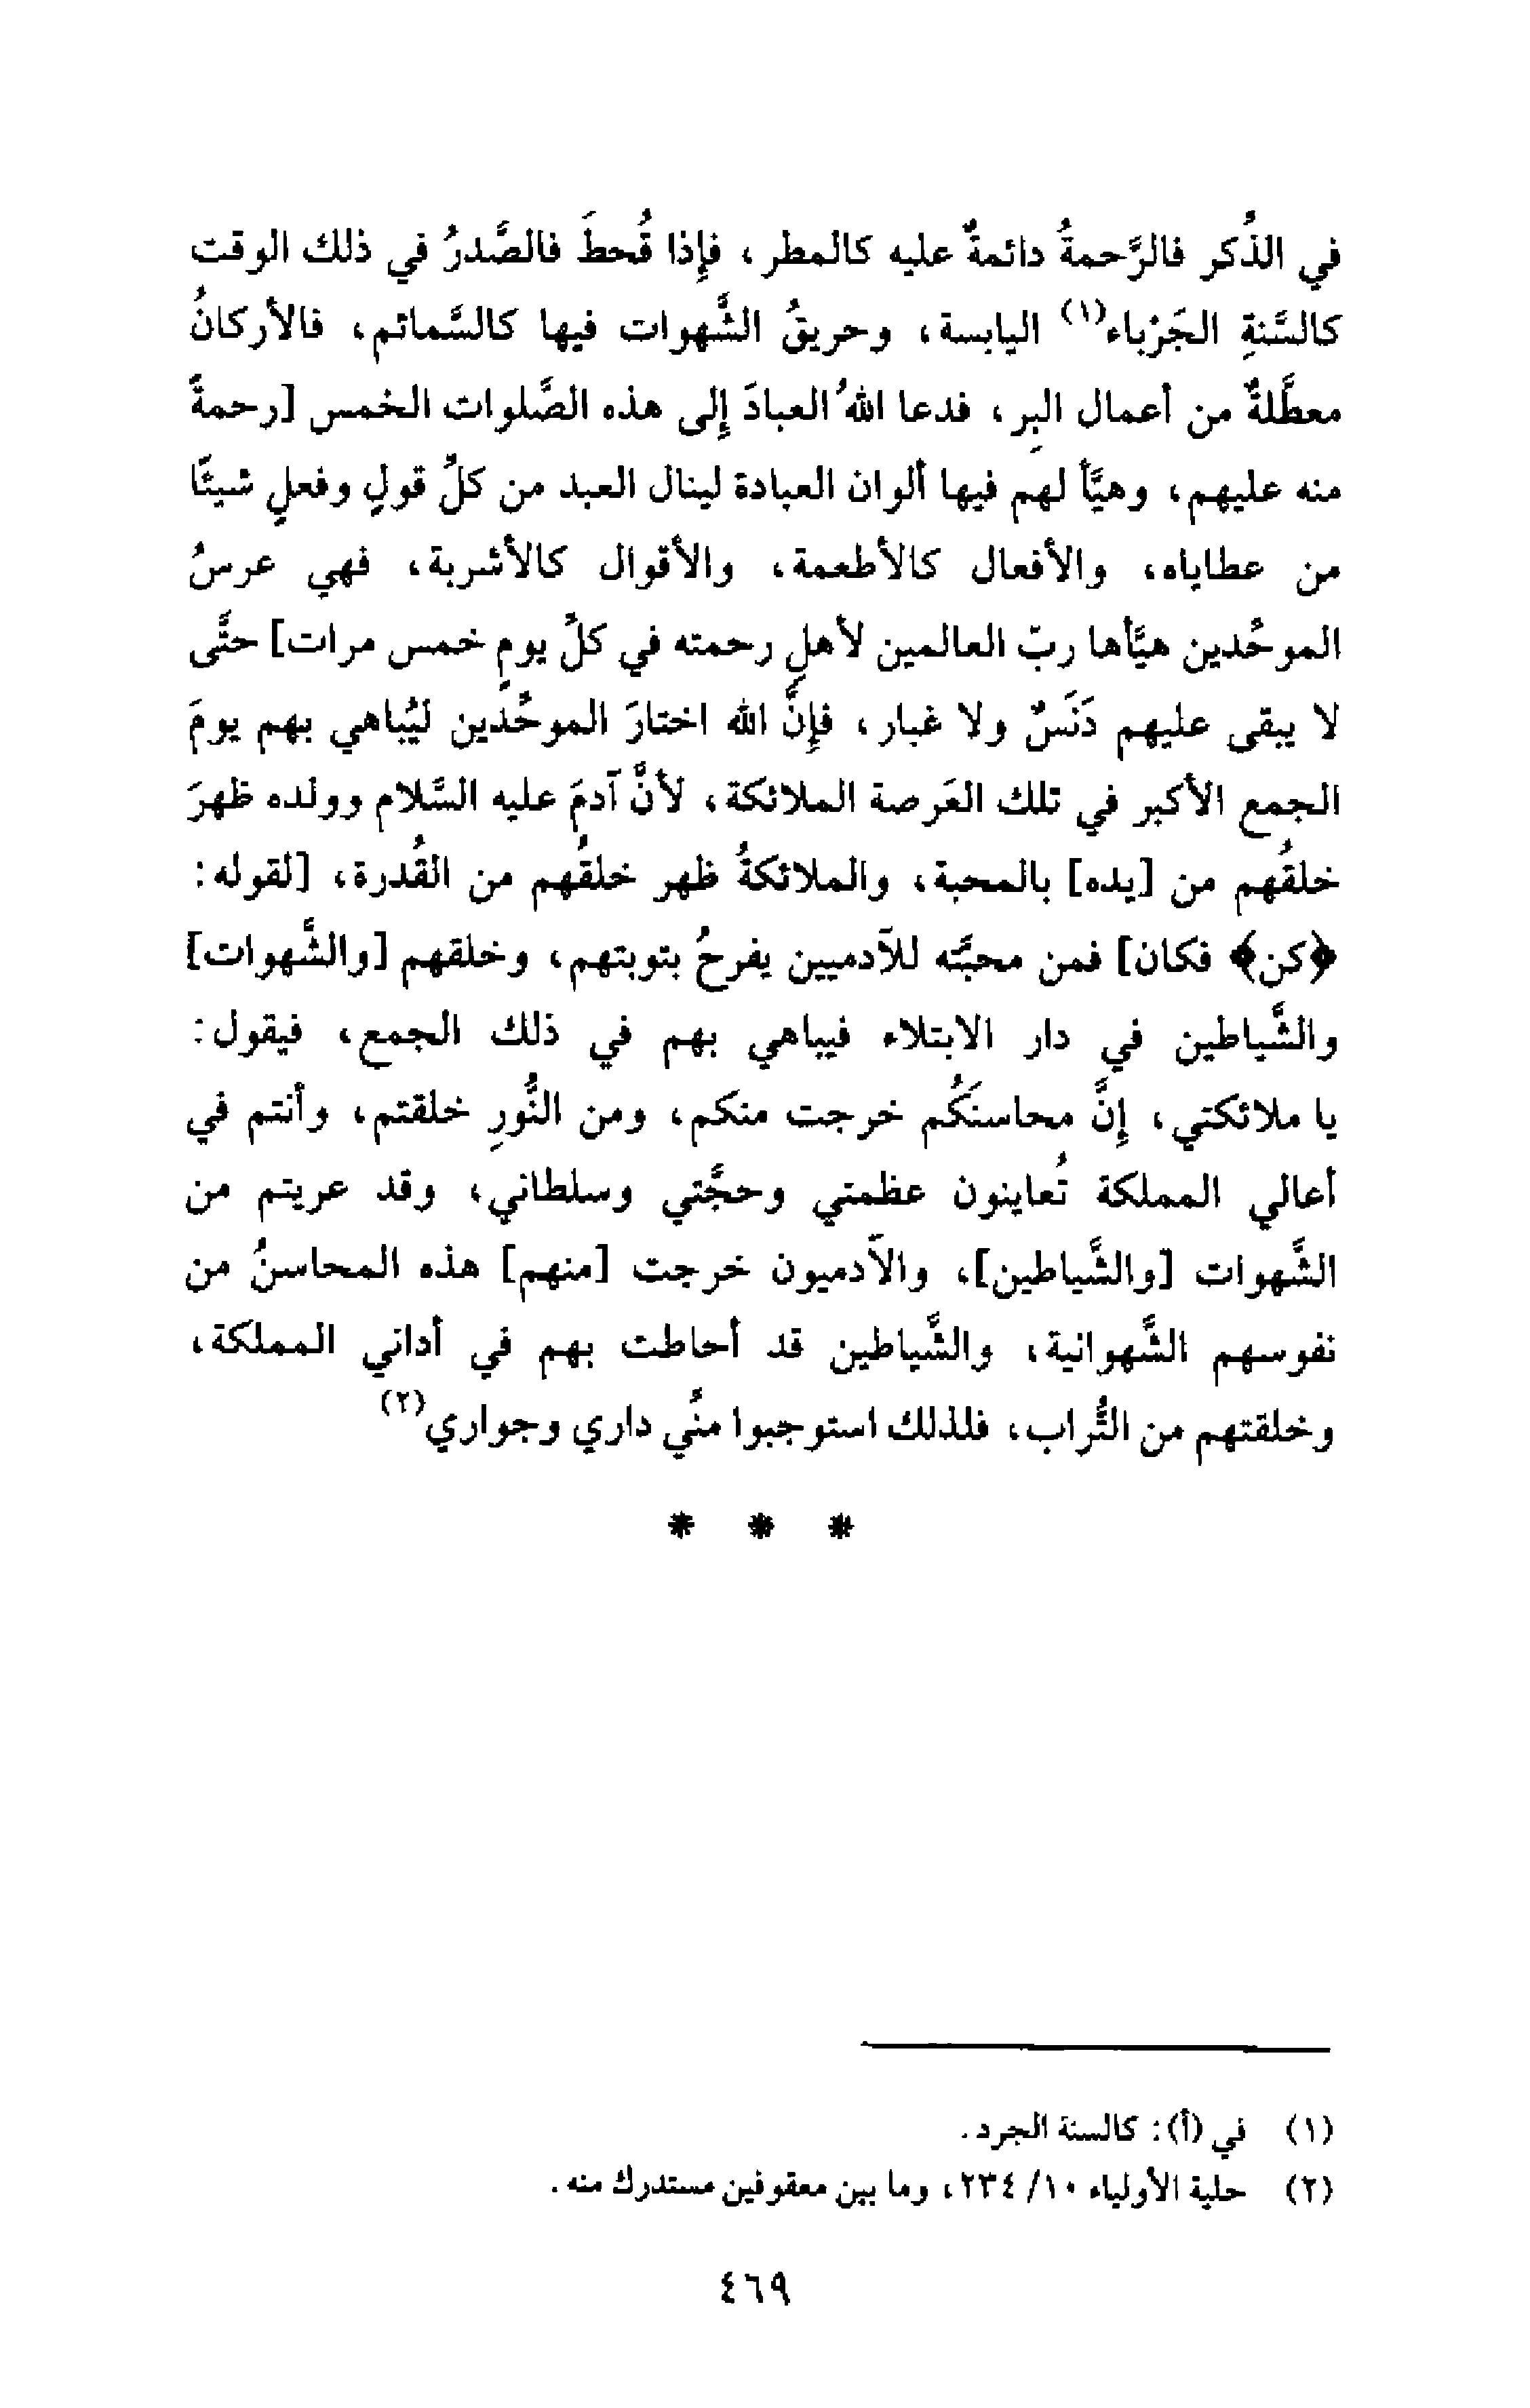 في الذُكر فالرَّحمةُ دائمةٌ عليه كالمطر، فإذا قُحطَ فالصَّدرُ في ذلك الوقت
كالسَّنةِ الجَرْباء(١) اليابسة، وحريقُ الشَّهوات فيها كالسَّمائم، فالأركانُ
معطَّلةٌ من أعمال البِر، فدعا اللهُ العبادَ إلى هذه الصَّلوات الخمس [رحمةً
منه عليهم، وهيَّأ لهم فيها ألوان العبادة لينال العبد من كلِّ قولٍ وفعلٍ شيئًا
من عطاياه، والأفعال كالأطعمة، والأقوال كالأشربة، فهي عرسُ
الموحِّدين هيَّأها ربّ العالمين لأهلِ رحمته في كلِّ يومٍ خمس مرات] حتَّى
لا يبقى عليهم دَنَسٌ ولا غبار، فإنَّ الله اختارَ الموحِّدين ليُباهي بهم يومَ
الجمع الأكبر في تلك العَرصة الملائكة، لأنَّ آدمَ عليه السَّلام وولده ظهرَ
خلقُهم من [يده] بالمحبة، والملائكةُ ظهر خلقُهم من القُدرة، [لقوله:
﴿كن﴾ فكان] فمن محبَّته للآدميين يفرحُ بتوبتهم، وخلقهم [والشَّهوات]
والشَّياطين في دار الابتلاء فيباهي بهم في ذلك الجمع، فيقول:
يا ملائكتي، إنَّ محاسنَكُم خرجت منكم، ومن النُّورِ خلقتم، وأنتم في
أعالي المملكة تُعاينون عظمتي وحجَّتي وسلطاني، وقد عريتم من
الشَّهوات [والشَّياطين]، والآدميون خرجت [منهم] هذه المحاسنُ من
نفوسهم الشَّهوانية، والشَّياطين قد أحاطت بهم في أداني المملكة،
وخلقتهم من التُّراب، فلذلك استوجبوا منِّي داري وجواري(٢)
* * *
(١) في (أ): كالسنة الجرد.
(٢) حلية الأولياء ١٠/ ٢٣٤، وما بين معقوفين مستدرك منه.
٤٦٩